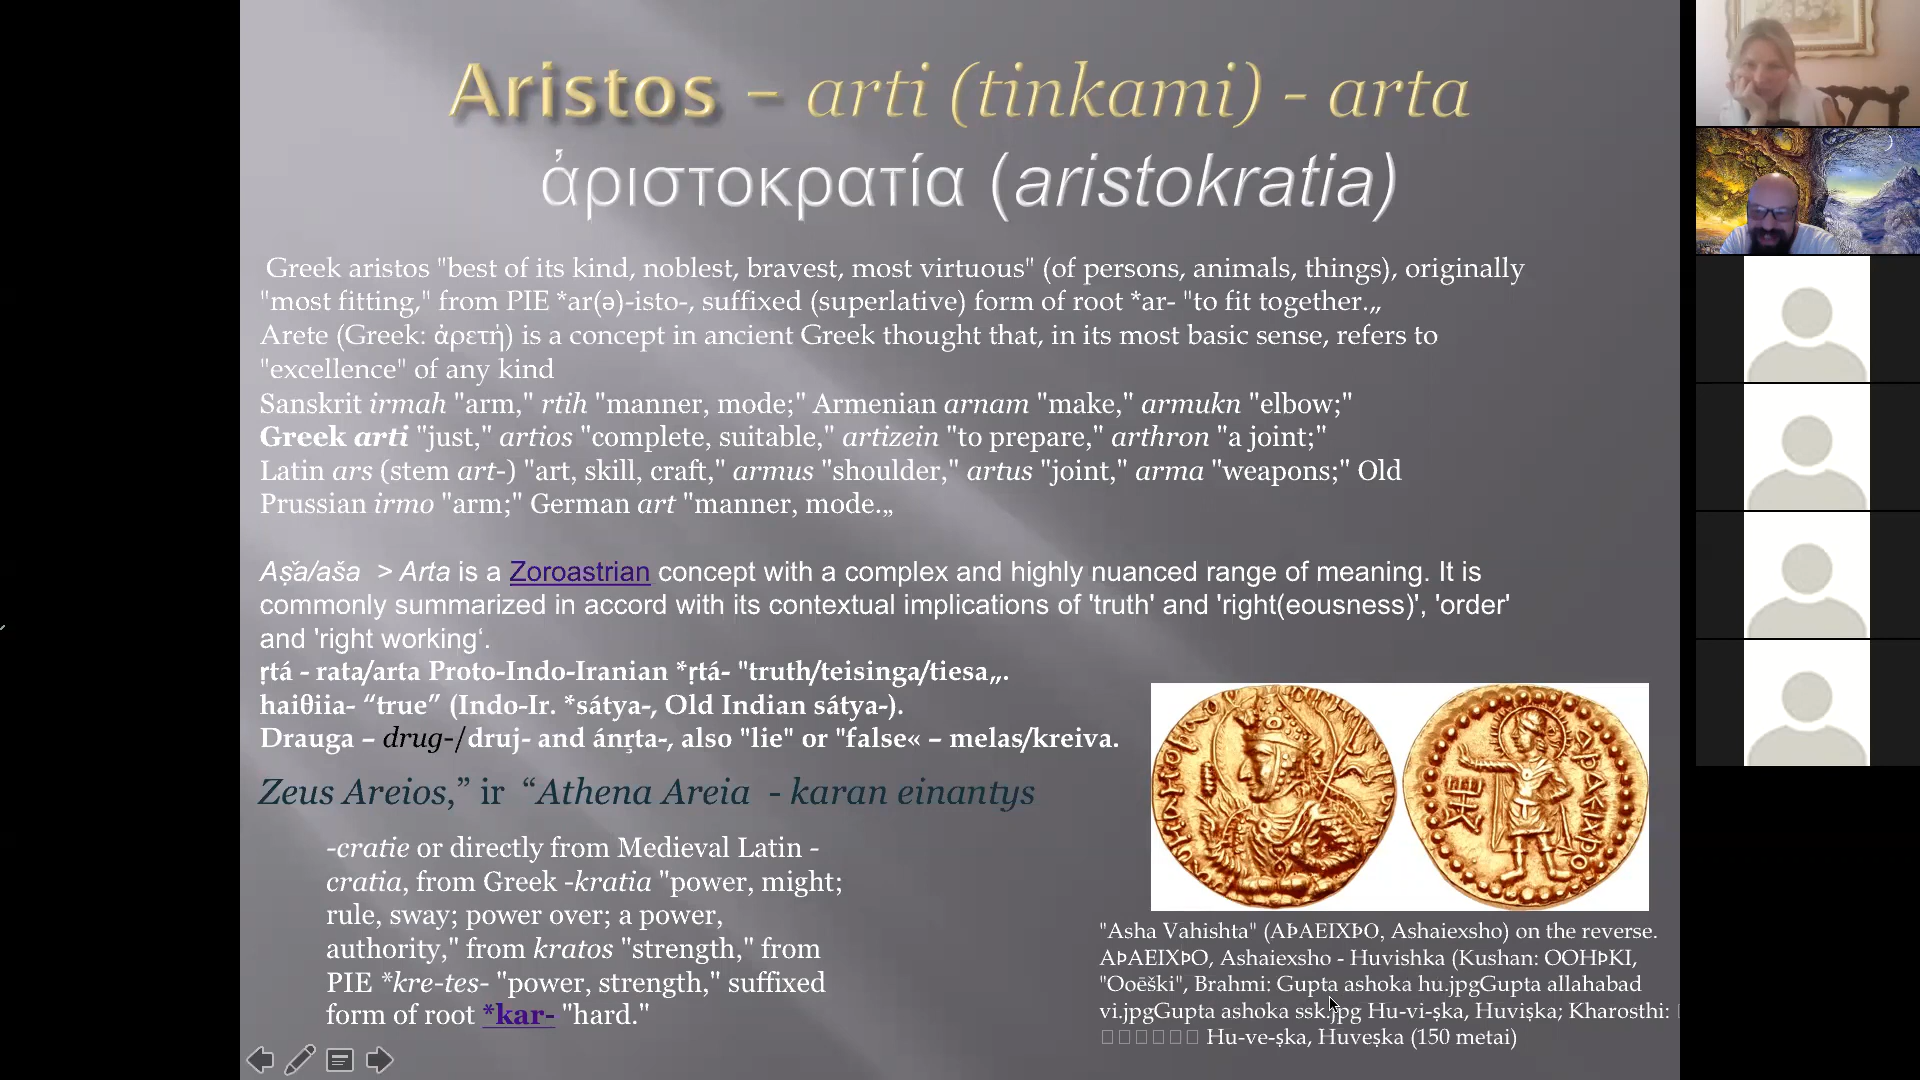 Aristos – arti (tinkami) - arta
ἀριστοκρατία (aristokratia)
Greek aristos "best of its kind, noblest, bravest, most virtuous" (of persons, animals, things), originally
"most fitting," from PIE *ar(ə)-isto-, suffixed (superlative) form of root *ar- "to fit together.„
Arete (Greek: ἀρετή) is a concept in ancient Greek thought that, in its most basic sense, refers to
"excellence" of any kind
Sanskrit irmah "arm," rtih "manner, mode;" Armenian arnam "make," armukn "elbow;"
Greek arti "just," artios "complete, suitable," artizein "to prepare," arthron "a joint;"
Latin ars (stem art-) "art, skill, craft," armus "shoulder," artus "joint," arma "weapons;" Old
Prussian irmo "arm;" German art "manner, mode.„
Aṣ̌a/aša > Arta is a Zoroastrian concept with a complex and highly nuanced range of meaning. It is
commonly summarized in accord with its contextual implications of 'truth' and 'right(eousness)', 'order'
and 'right working‘.
ṛtá - rata/arta Proto-Indo-Iranian *ṛtá- "truth/teisinga/tiesa„.
haiθiia- “true” (Indo-Ir. *sátya-, Old Indian sátya-).
Drauga – drug-/druj- and ánṛta-, also "lie" or "false« – melas/kreiva.
Zeus Areios,” ir “Athena Areia - karan einantys
-cratie or directly from Medieval Latin -
cratia, from Greek -kratia "power, might;
rule, sway; power over; a power,
authority," from kratos "strength," from
PIE *kre-tes- "power, strength," suffixed
form of root *kar- "hard."
"Asha Vahishta" (AÞAEIXÞO, Ashaiexsho) on the reverse.
AÞAEIXÞO, Ashaiexsho - Huvishka (Kushan: OOHÞKI,
"Ooēški", Brahmi: Gupta ashoka hu.jpgGupta allahabad
vi.jpgGupta ashoka ssk.jpg Hu-vi-ṣka, Huviṣka; Kharosthi:
Hu-ve-ṣka, Huveṣka (150 metai)